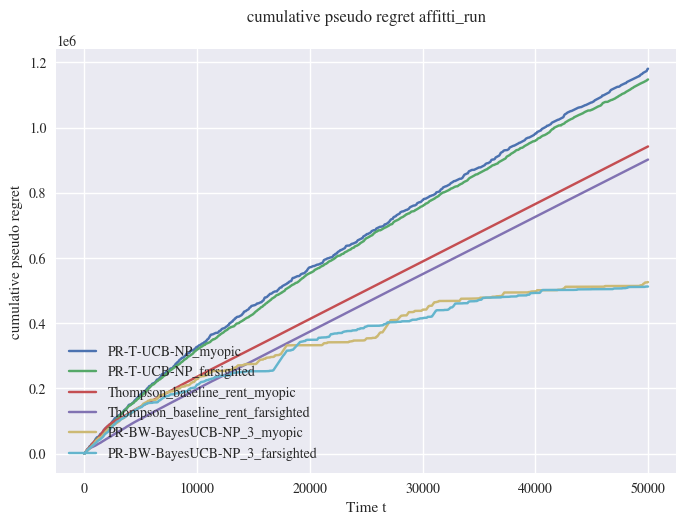 cumulative pseudo regret affitti_run
1e6
1.2
1.0
0.8
0.6
0.4
0.2
0.0
cumulative pseudo regret
PR-T-UCB-NP_myopic
PR-T-UCB-NP_farsighted
Thompson_baseline_rent_myopic
Thompson_baseline_rent_farsighted
PR-BW-BayesUCB-NP_3_myopic
PR-BW-BayesUCB-NP_3_farsighted
0 10000 20000 30000 40000 50000
Time t